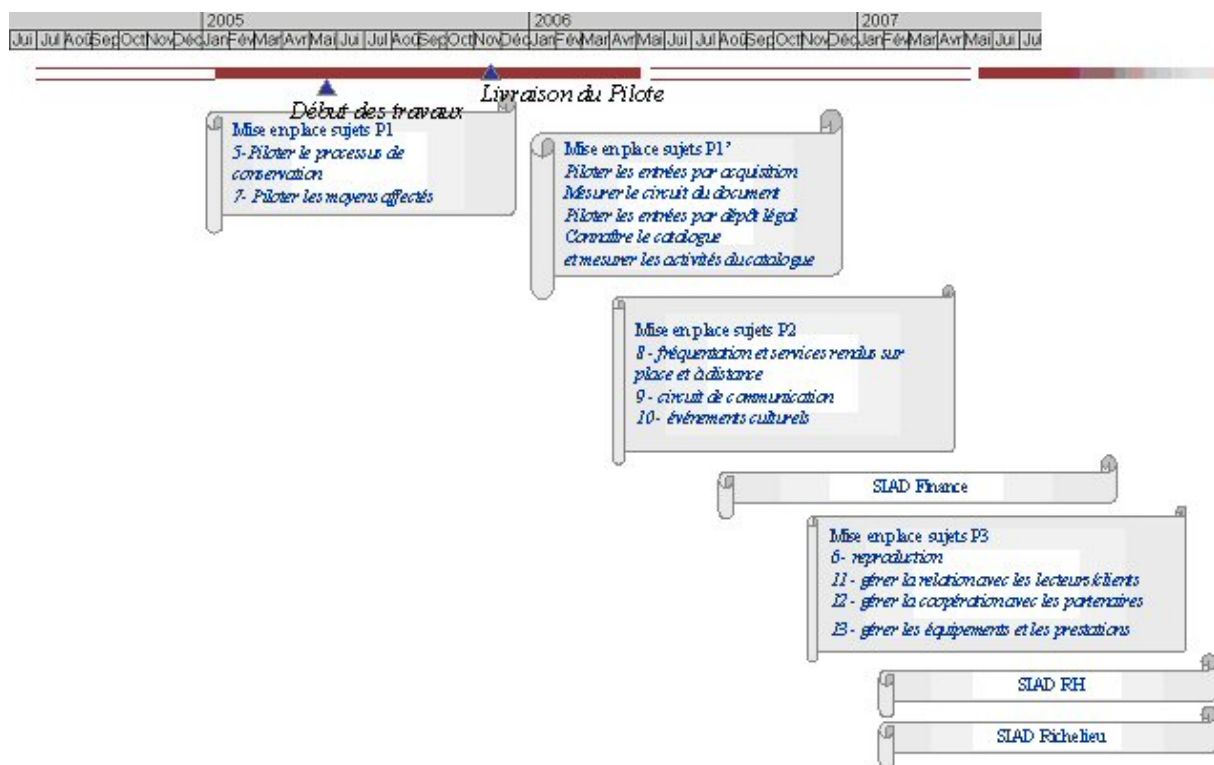 2005 2006 2007
Jui Jul Aoû Sep Oct Nov Déc Jan Fév Mar Avr Mai Jui Jul Aoû Sep Oct Nov Déc Jan Fév Mar Avr Mai Jui Jul Aoû Sep Oct Nov Déc Jan Fév Mar Avr Mai Jui Jul
Début des travaux
Livraison du Pilote
Mise en place sujets P1
5-Piloter le processus de
conservation
7- Piloter les moyens affectés
Mise en place sujets P1’
Piloter les entrées par acquisition
Mesurer le circuit du document
Piloter les entrées par dépôt légal
Connaître le catalogue
et mesurer les activités du catalogue
Mise en place sujets P2
8 - fréquentation et services rendus sur
place et à distance
9 - circuit de communication
10 - événements culturels
SIAD Finance
Mise en place sujets P3
6- reproduction
11 - gérer la relation avec les lecteurs/clients
12 - gérer la coopération avec les partenaires
13 - gérer les équipements et les prestations
SIAD RH
SIAD Richelieu